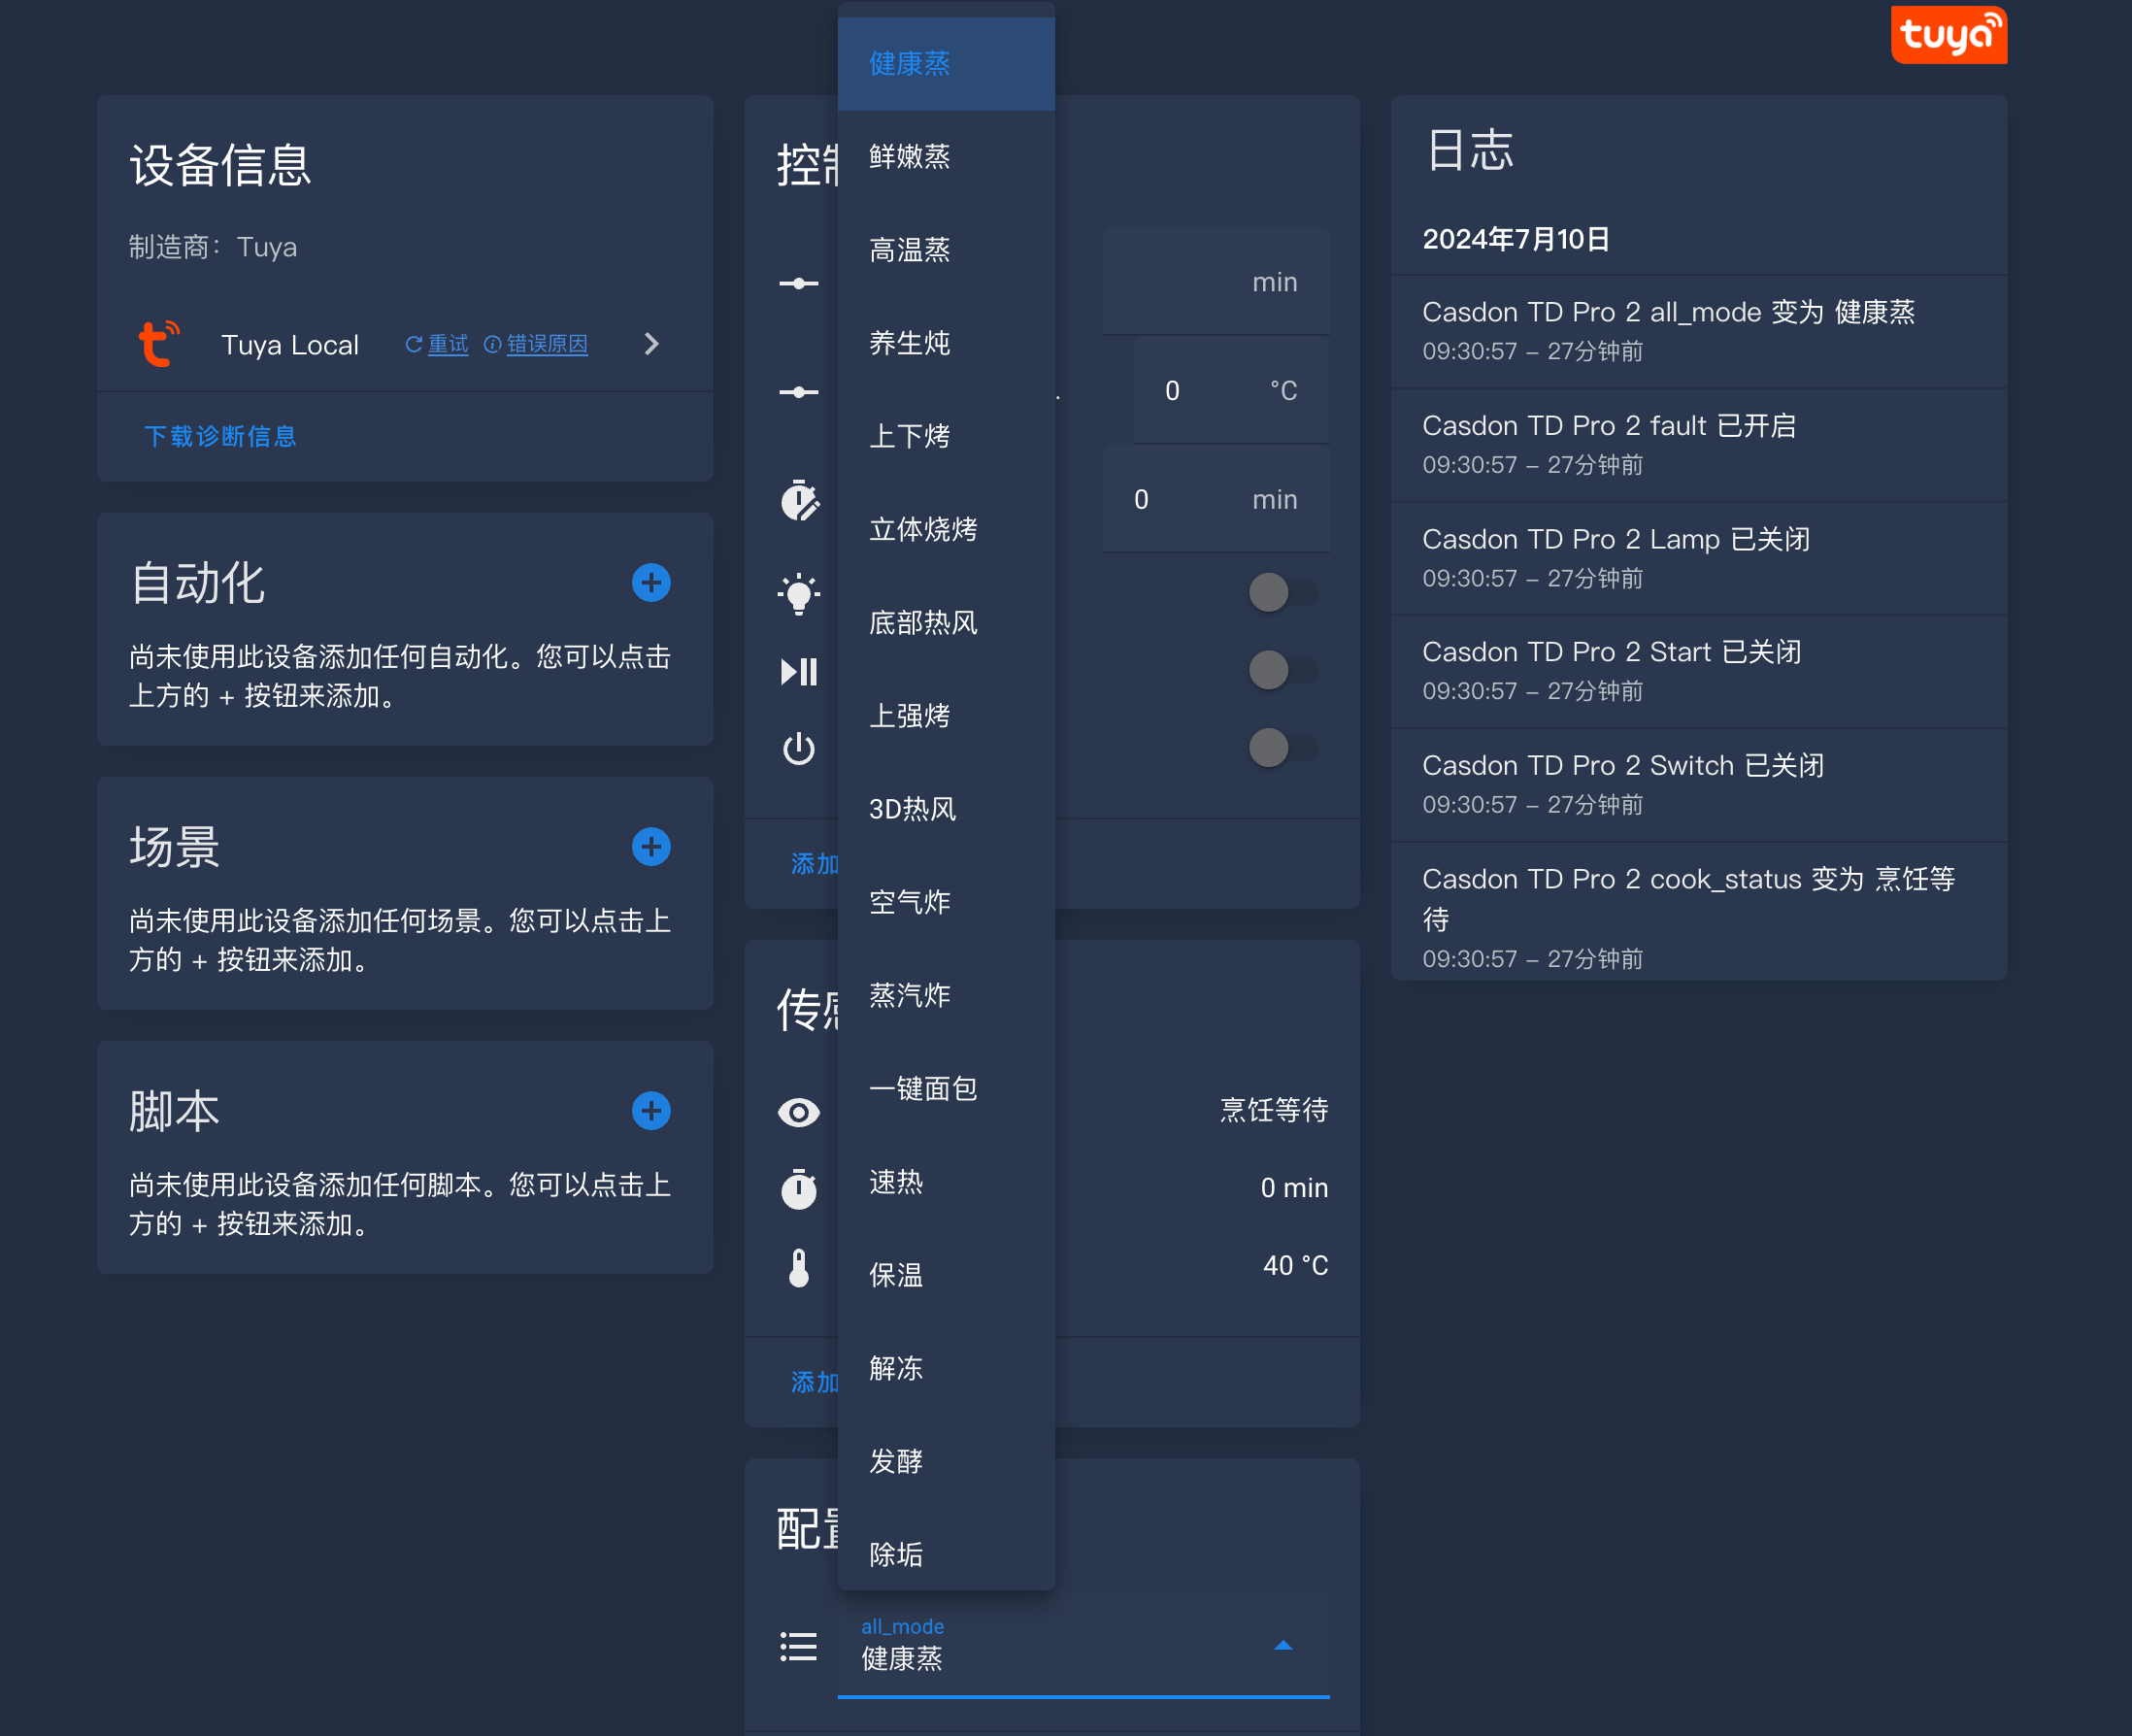 tuya
设备信息
制造商：Tuya
Tuya Local
重试
错误原因
下载诊断信息
自动化
尚未使用此设备添加任何自动化。您可以点击
上方的 + 按钮来添加。
场景
尚未使用此设备添加任何场景。您可以点击上
方的 + 按钮来添加。
脚本
尚未使用此设备添加任何脚本。您可以点击上
方的 + 按钮来添加。
控制
min
0 °C
0 min
添加
传感
烹饪等待
0 min
40 °C
添加
配置
健康蒸
鲜嫩蒸
高温蒸
养生炖
上下烤
立体烧烤
底部热风
上强烤
3D热风
空气炸
蒸汽炸
一键面包
速热
保温
解冻
发酵
除垢
all_mode
健康蒸
日志
2024年7月10日
Casdon TD Pro 2 all_mode 变为 健康蒸
09:30:57 – 27分钟前
Casdon TD Pro 2 fault 已开启
09:30:57 – 27分钟前
Casdon TD Pro 2 Lamp 已关闭
09:30:57 – 27分钟前
Casdon TD Pro 2 Start 已关闭
09:30:57 – 27分钟前
Casdon TD Pro 2 Switch 已关闭
09:30:57 – 27分钟前
Casdon TD Pro 2 cook_status 变为 烹饪等
待
09:30:57 – 27分钟前